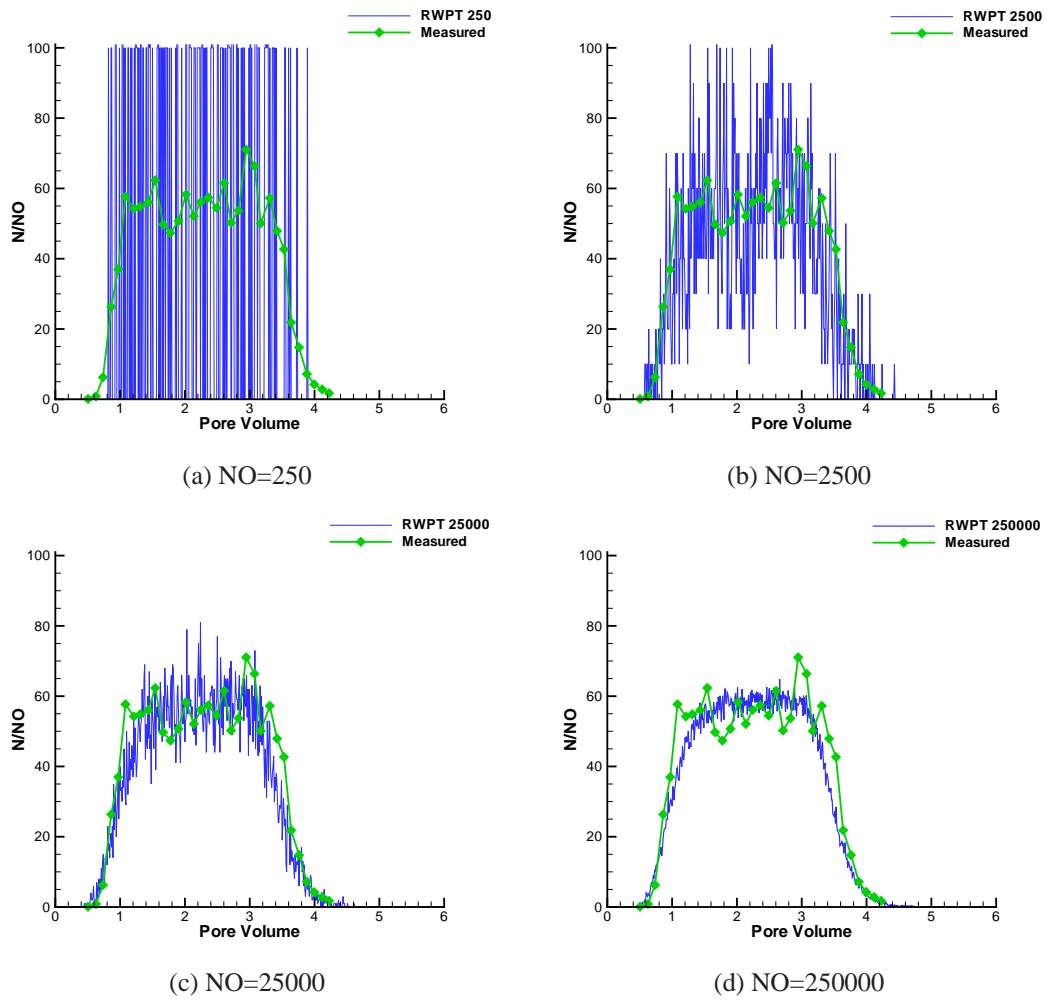 RWPT 250
Measured
100
80
60
40
20
0
N/NO
0 1 2 3 4 5 6
Pore Volume
(a) NO=250
RWPT 2500
Measured
100
80
60
40
20
0
N/NO
0 1 2 3 4 5 6
Pore Volume
(b) NO=2500
RWPT 25000
Measured
100
80
60
40
20
0
N/NO
0 1 2 3 4 5 6
Pore Volume
(c) NO=25000
RWPT 250000
Measured
100
80
60
40
20
0
N/NO
0 1 2 3 4 5 6
Pore Volume
(d) NO=250000